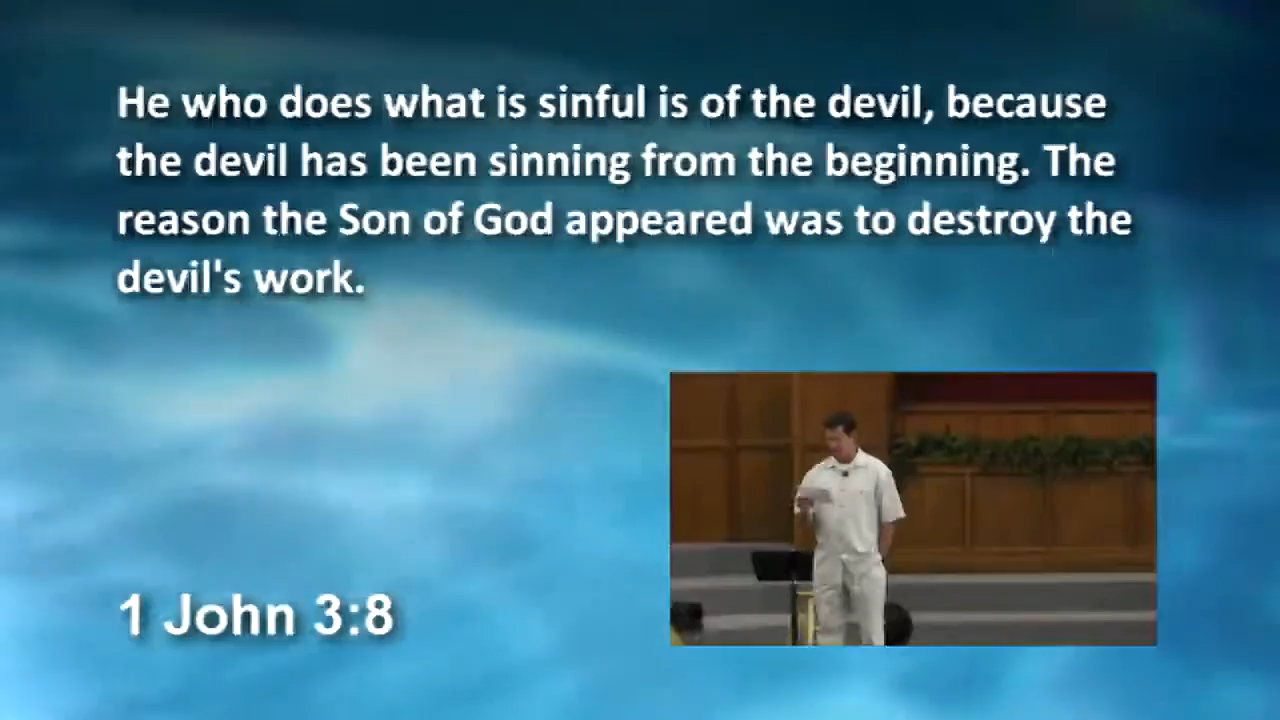 He who does what is sinful is of the devil, because
the devil has been sinning from the beginning. The
reason the Son of God appeared was to destroy the
devil's work.
1 John 3:8